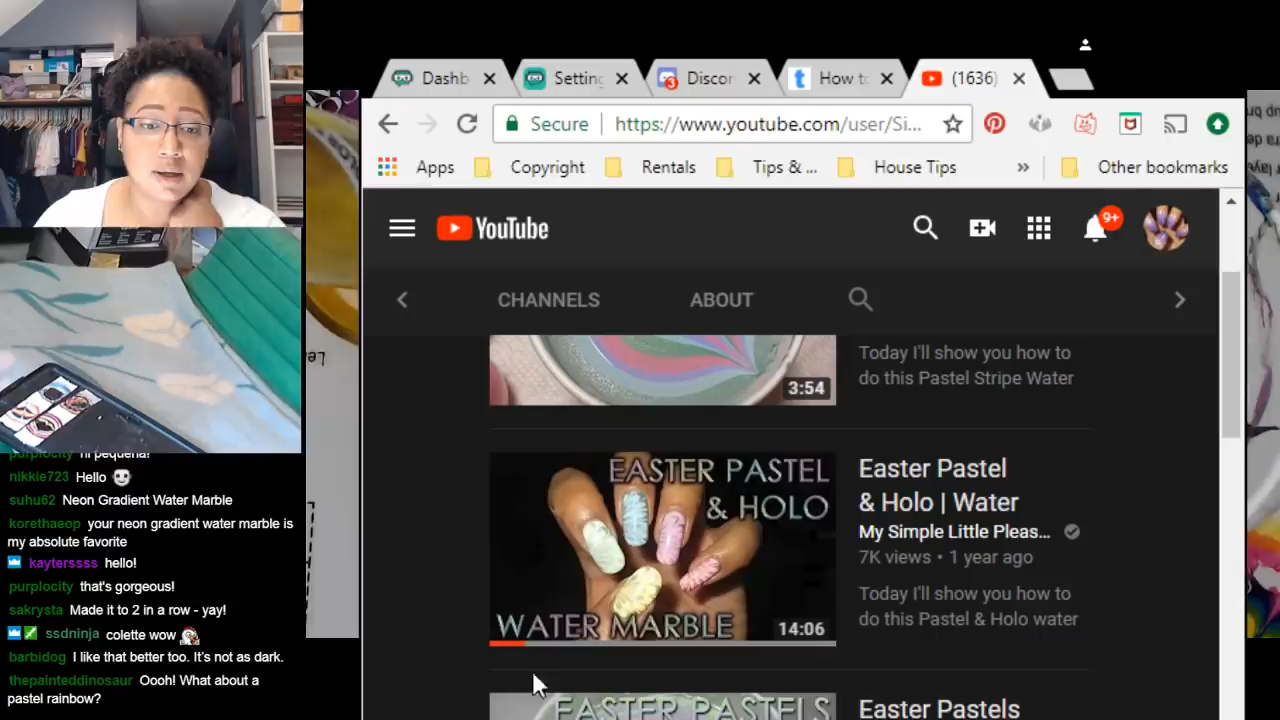 Dashb
Setting
3
Discor
t
How to
(1636)
Secure
https://www.youtube.com/user/Si...
Apps
Copyright
Rentals
Tips & ...
House Tips
»
Other bookmarks
YouTube
9+
CHANNELS
ABOUT
Today I'll show you how to
do this Pastel Stripe Water
3:54
EASTER PASTEL
& HOLO
WATER MARBLE
14:06
Easter Pastel
& Holo | Water
My Simple Little Pleas...
7K views • 1 year ago
Today I'll show you how to
do this Pastel & Holo water
EASTER PASTELS
Easter Pastels
purplocity hi pequena!
nikkie723 Hello
suhu62 Neon Gradient Water Marble
korethaeop your neon gradient water marble is
my absolute favorite
kayterssss hello!
purplocity that's gorgeous!
sakrysta Made it to 2 in a row - yay!
ssdninja colette wow
barbidog I like that better too. It's not as dark.
thepainteddinosaur Oooh! What about a
pastel rainbow?